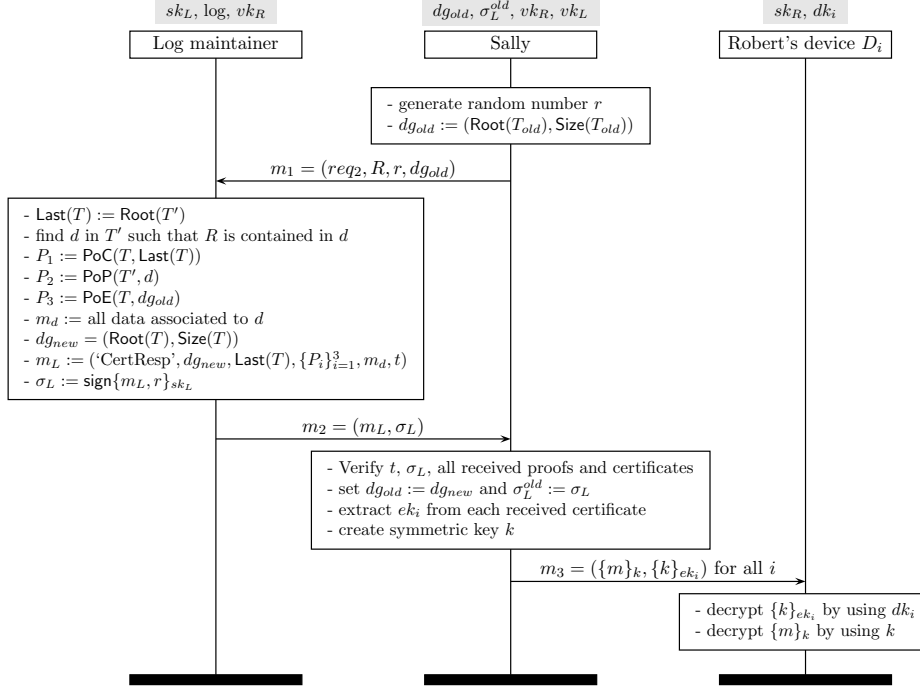 sk_L, log, vk_R
dg_old, σ_L^old, vk_R, vk_L
sk_R, dk_i
Log maintainer
Sally
Robert's device D_i
- generate random number r
- dg_old := (Root(T_old), Size(T_old))
m_1 = (req_2, R, r, dg_old)
- Last(T) := Root(T′)
- find d in T′ such that R is contained in d
- P_1 := PoC(T, Last(T))
- P_2 := PoP(T′, d)
- P_3 := PoE(T, dg_old)
- m_d := all data associated to d
- dg_new = (Root(T), Size(T))
- m_L := (‘CertResp’, dg_new, Last(T), {P_i}_{i=1}^3, m_d, t)
- σ_L := sign{m_L, r}_{sk_L}
m_2 = (m_L, σ_L)
- Verify t, σ_L, all received proofs and certificates
- set dg_old := dg_new and σ_L^old := σ_L
- extract ek_i from each received certificate
- create symmetric key k
m_3 = ({m}_k, {k}_{ek_i}) for all i
- decrypt {k}_{ek_i} by using dk_i
- decrypt {m}_k by using k